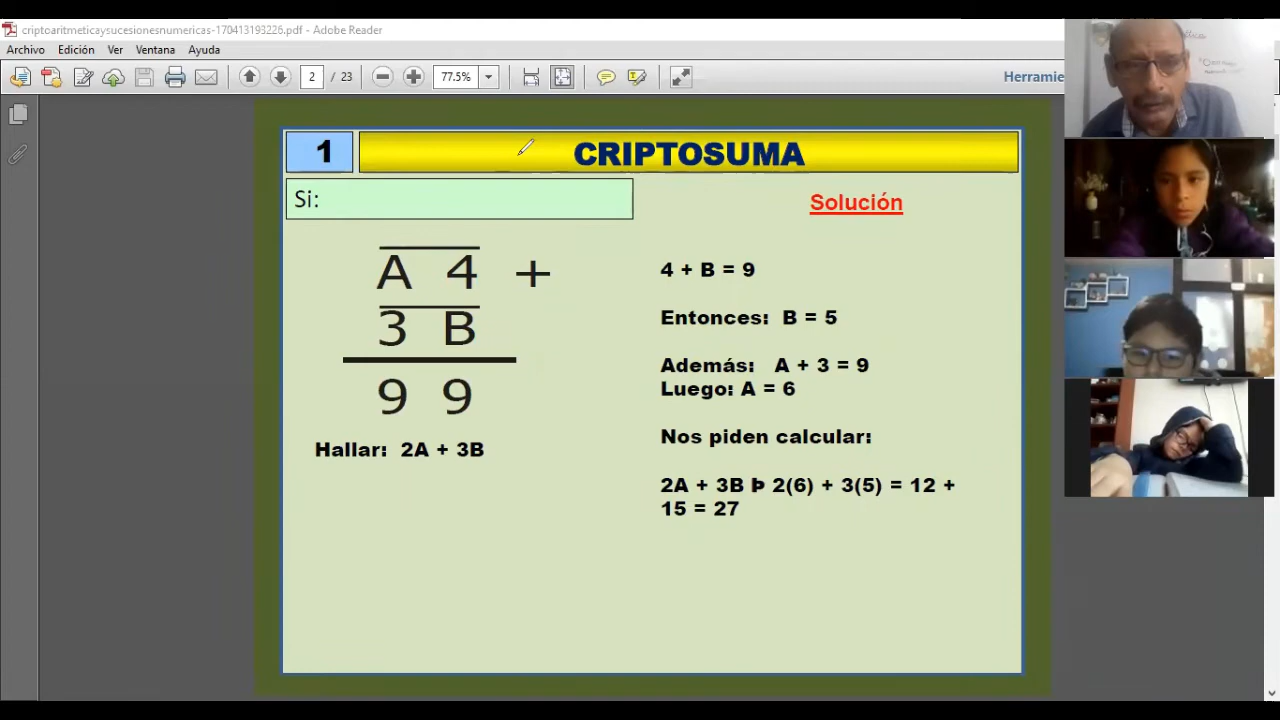 criptoaritmeticaysucesionesnumericas-170413193226.pdf - Adobe Reader
Archivo Edición Ver Ventana Ayuda
2 / 23 77.5% Herramie
1 CRIPTOSUMA
Si:
Solución
A 4 +
3 B
9 9
Hallar: 2A + 3B
4 + B = 9
Entonces: B = 5
Además: A + 3 = 9
Luego: A = 6
Nos piden calcular:
2A + 3B Þ 2(6) + 3(5) = 12 +
15 = 27